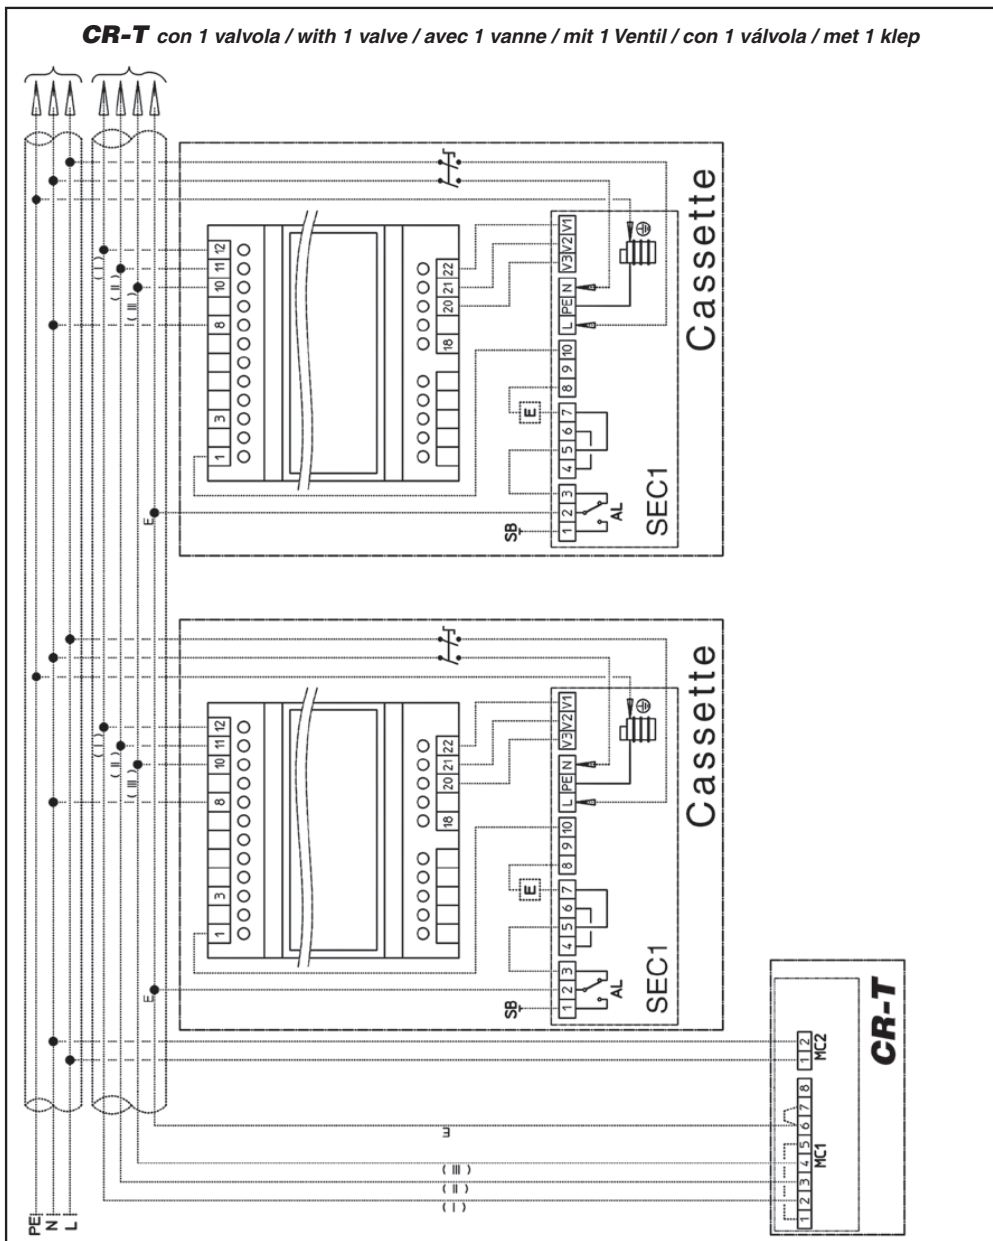 CR-T con 1 valvola / with 1 valve / avec 1 vanne / mit 1 Ventil / con 1 válvola / met 1 klep
12
11
10
8
3
1
( I )
( II )
( III )
22
21
20
18
V1
V2
V3
N
PE
L
10
9
8
7
6
5
4
3
2
1
E
E
SB
AL
SEC1
Cassette
12
11
10
8
3
1
( I )
( II )
( III )
22
21
20
18
V1
V2
V3
N
PE
L
10
9
8
7
6
5
4
3
2
1
E
E
SB
AL
SEC1
Cassette
2
1
MC2
8
7
6
5
4
3
2
1
MC1
CR-T
E
( III )
( II )
( I )
PE
N
L